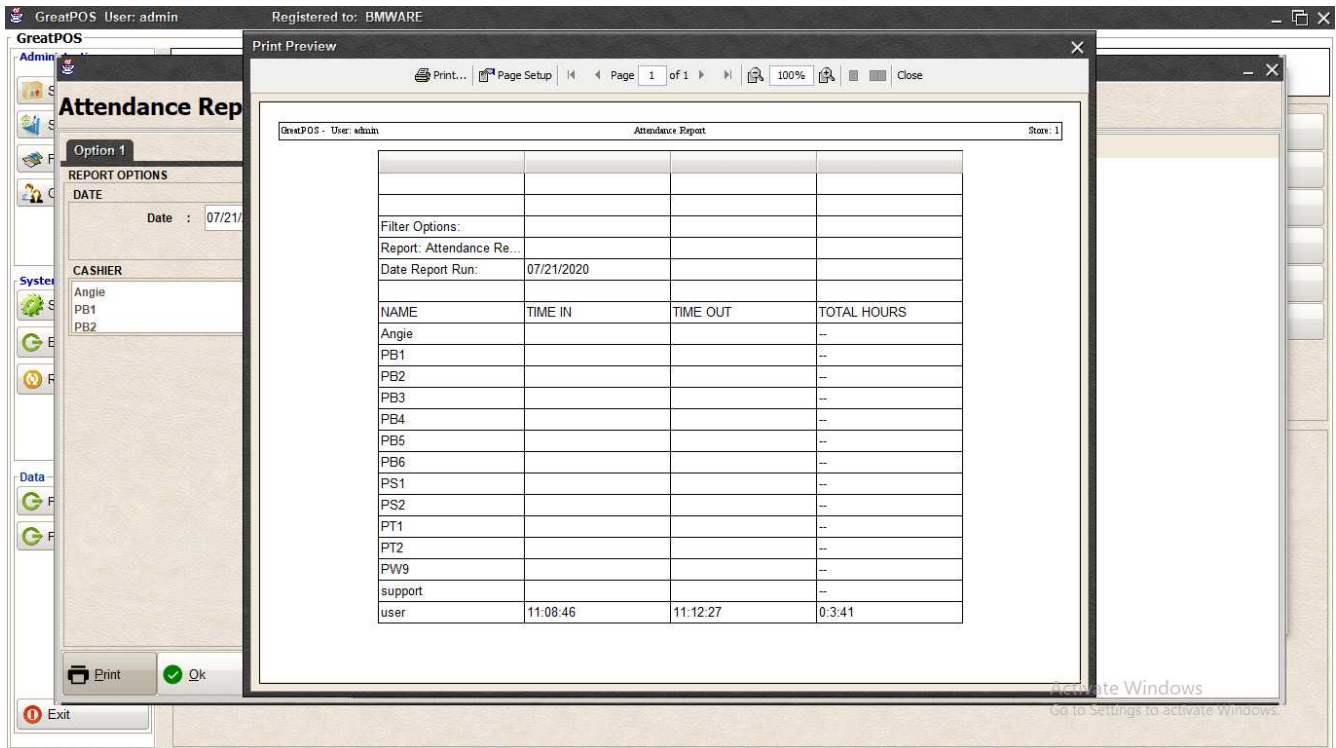 GreatPOS User: admin Registered to: BMWARE
GreatPOS
Print Preview
Print... Page Setup Page 1 of 1 100% Close
Attendance Rep
Option 1
REPORT OPTIONS
DATE
Date : 07/21/
CASHIER
Angie
PB1
PB2
GreatPOS - User: admin Attendance Report Store: 1
Filter Options:
Report: Attendance Re...
Date Report Run: 07/21/2020
NAME TIME IN TIME OUT TOTAL HOURS
Angie --
PB1 --
PB2 --
PB3 --
PB4 --
PB5 --
PB6 --
PS1 --
PS2 --
PT1 --
PT2 --
PW9 --
support --
user 11:08:46 11:12:27 0:3:41
Data
Print Ok
Exit
Activate Windows
Go to Settings to activate Windows.